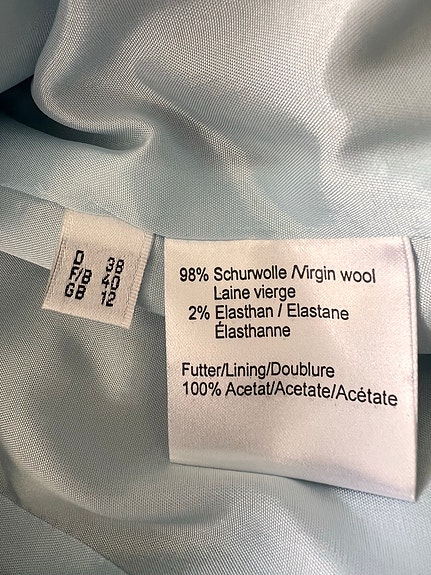 D 38
F/B 40
GB 12
98% Schurwolle /Virgin wool
Laine vierge
2% Elasthan / Elastane
Élasthanne
Futter/Lining/Doublure
100% Acetat/Acetate/Acétate